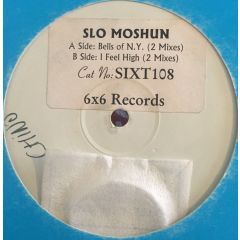 SLO MOSHUN
A Side: Bells of N.Y. (2 Mixes)
B Side: I Feel High (2 Mixes)
Cat No: SIXT108
6x6 Records